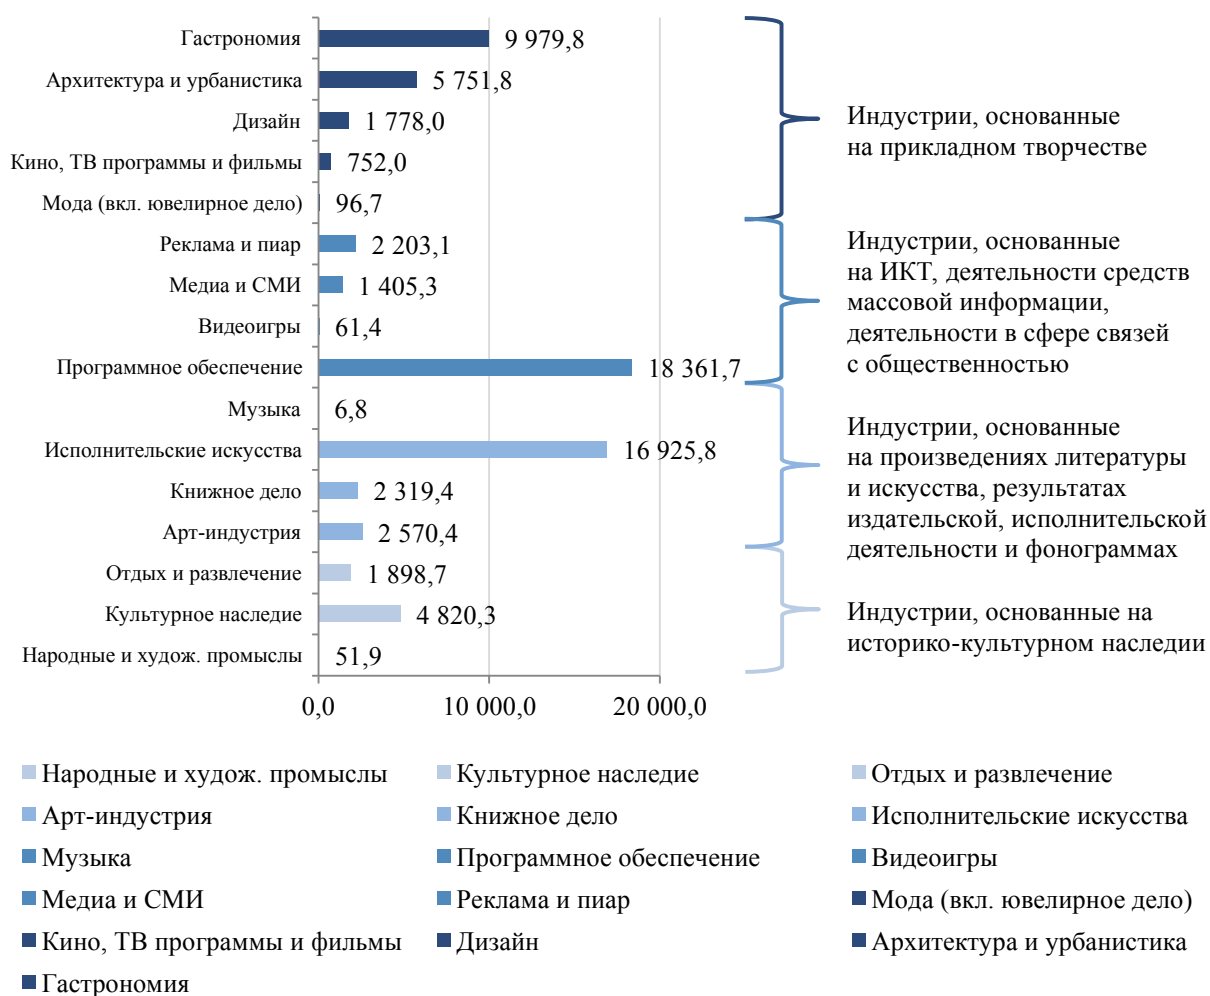 Гастрономия
9 979,8
Архитектура и урбанистика
5 751,8
Дизайн
1 778,0
Кино, ТВ программы и фильмы
752,0
Мода (вкл. ювелирное дело)
96,7
Реклама и пиар
2 203,1
Медиа и СМИ
1 405,3
Видеоигры
61,4
Программное обеспечение
18 361,7
Музыка
6,8
Исполнительские искусства
16 925,8
Книжное дело
2 319,4
Арт-индустрия
2 570,4
Отдых и развлечение
1 898,7
Культурное наследие
4 820,3
Народные и худож. промыслы
51,9
0,0 10 000,0 20 000,0
Индустрии, основанные
на прикладном творчестве
Индустрии, основанные
на ИКТ, деятельности средств
массовой информации,
деятельности в сфере связей
с общественностью
Индустрии, основанные
на произведениях литературы
и искусства, результатах
издательской, исполнительской
деятельности и фонограммах
Индустрии, основанные на
историко-культурном наследии
Народные и худож. промыслы Культурное наследие Отдых и развлечение
Арт-индустрия Книжное дело Исполнительские искусства
Музыка Программное обеспечение Видеоигры
Медиа и СМИ Реклама и пиар Мода (вкл. ювелирное дело)
Кино, ТВ программы и фильмы Дизайн Архитектура и урбанистика
Гастрономия